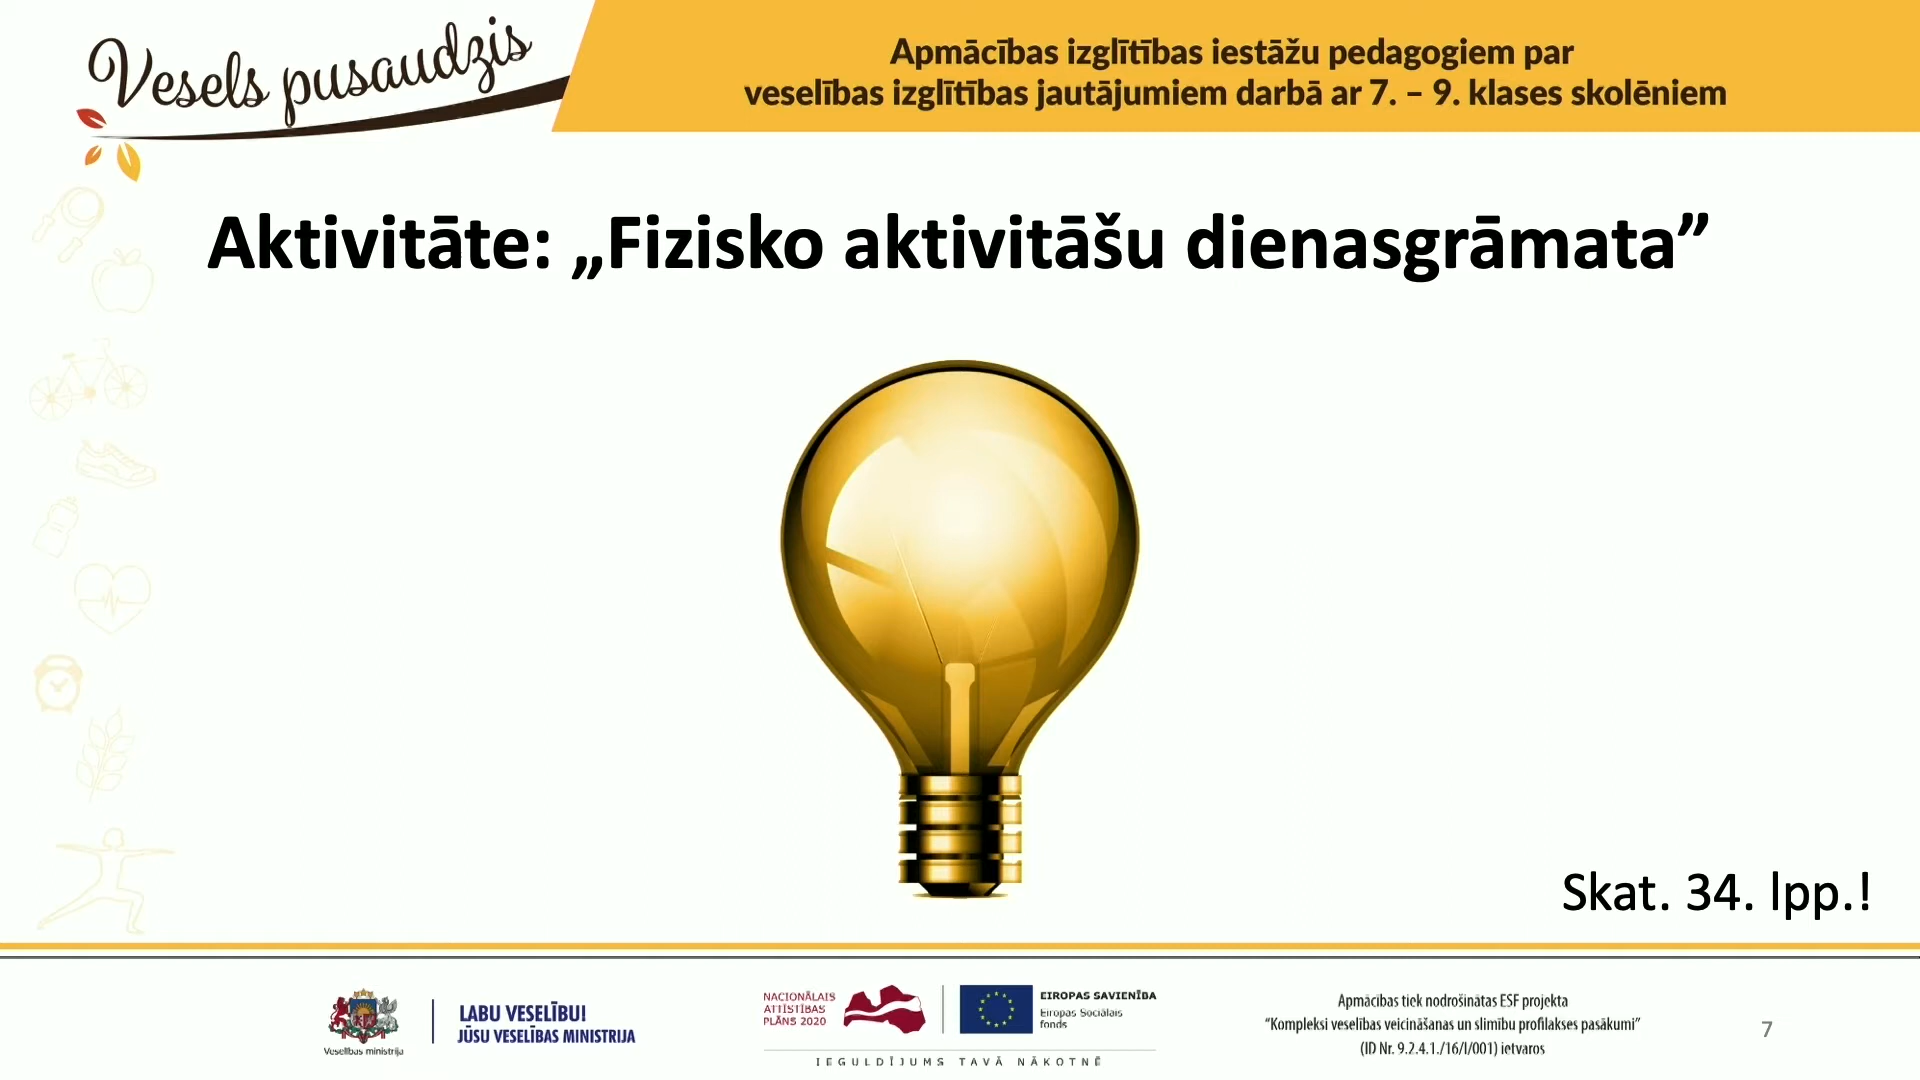 Vesels pusaudzis
Apmācības izglītības iestāžu pedagogiem par
veselības izglītības jautājumiem darbā ar 7. – 9. klases skolēniem
Aktivitāte: „Fizisko aktivitāšu dienasgrāmata”
Skat. 34. lpp.!
Veselības ministrija
LABU VESELĪBU!
JŪSU VESELĪBAS MINISTRIJA
NACIONĀLAIS
ATTĪSTĪBAS
PLĀNS 2020
EIROPAS SAVIENĪBA
Eiropas Sociālais
fonds
IEGULDĪJUMS TAVĀ NĀKOTNĒ
Apmācības tiek nodrošinātas ESF projekta
“Kompleksi veselības veicināšanas un slimību profilakses pasākumi”
(ID Nr. 9.2.4.1./16/I/001) ietvaros
7